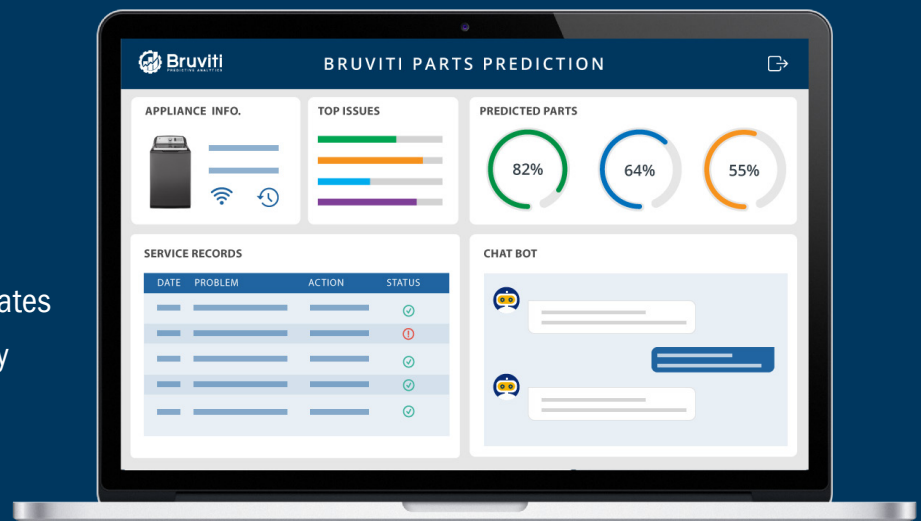 Bruviti
PREDICTIVE ANALYTICS
BRUVITI PARTS PREDICTION
APPLIANCE INFO.
TOP ISSUES
PREDICTED PARTS
82%
64%
55%
SERVICE RECORDS
DATE PROBLEM ACTION STATUS
CHAT BOT
ates
y